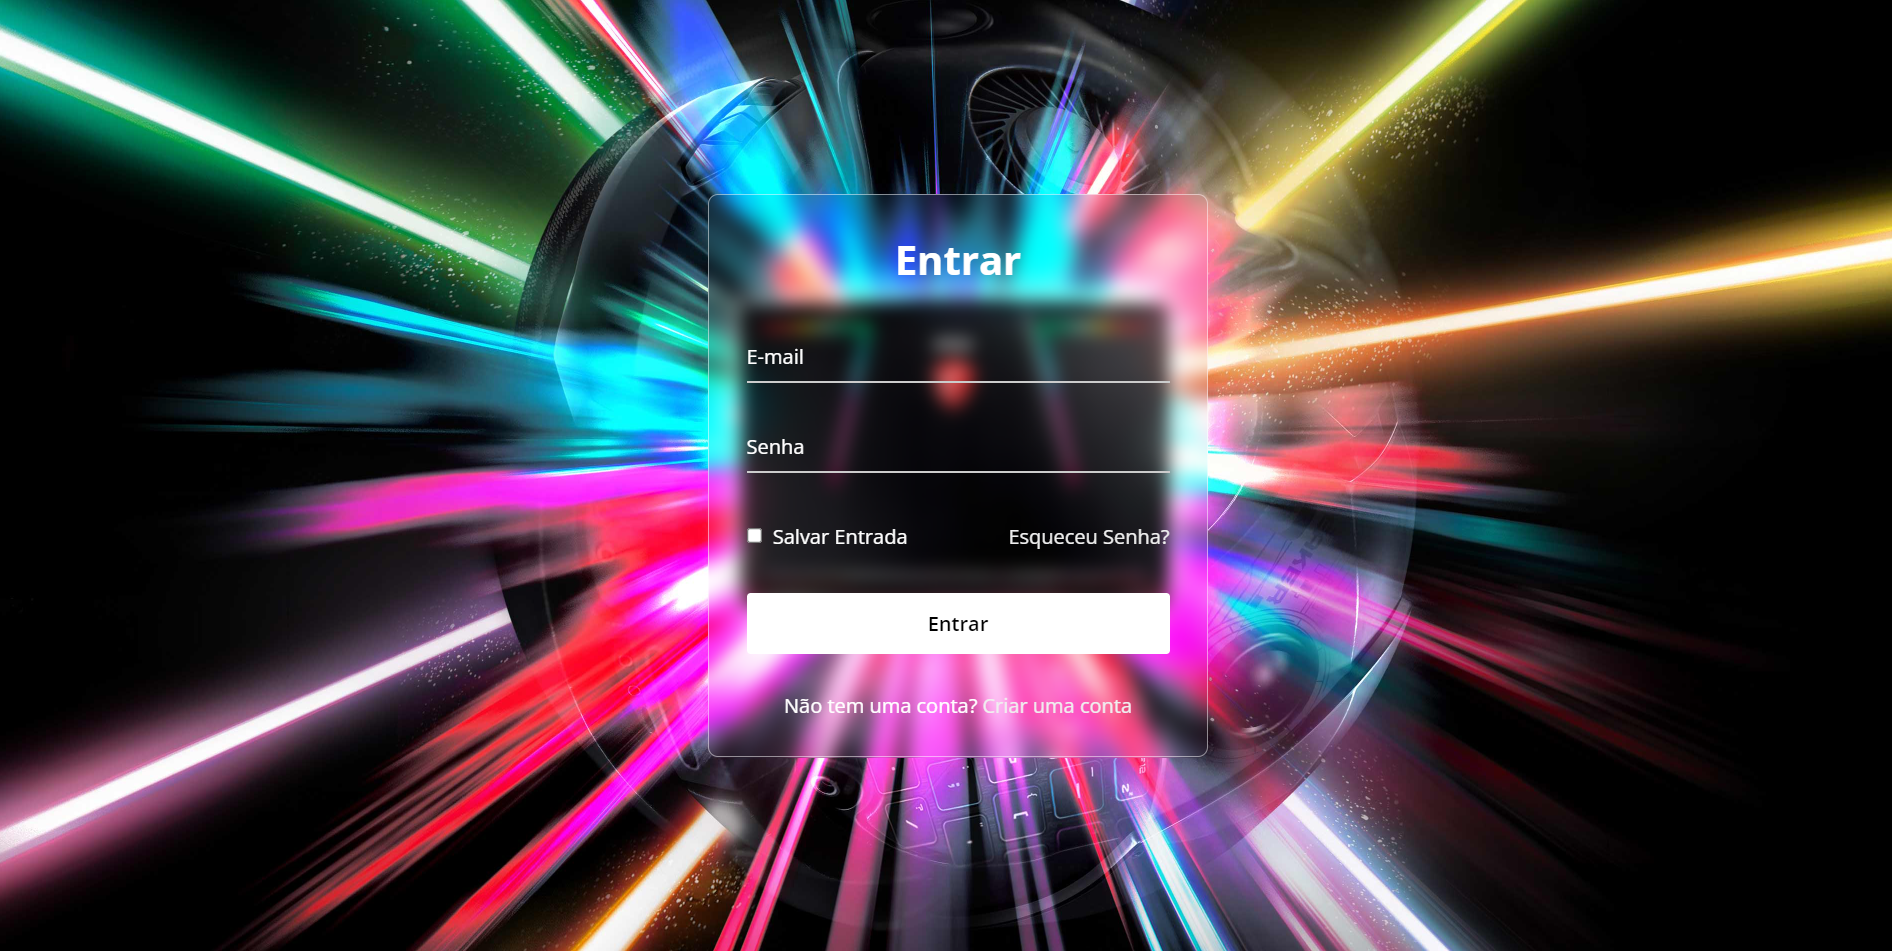 Entrar
E-mail
Senha
Salvar Entrada
Esqueceu Senha?
Entrar
Não tem uma conta? Criar uma conta